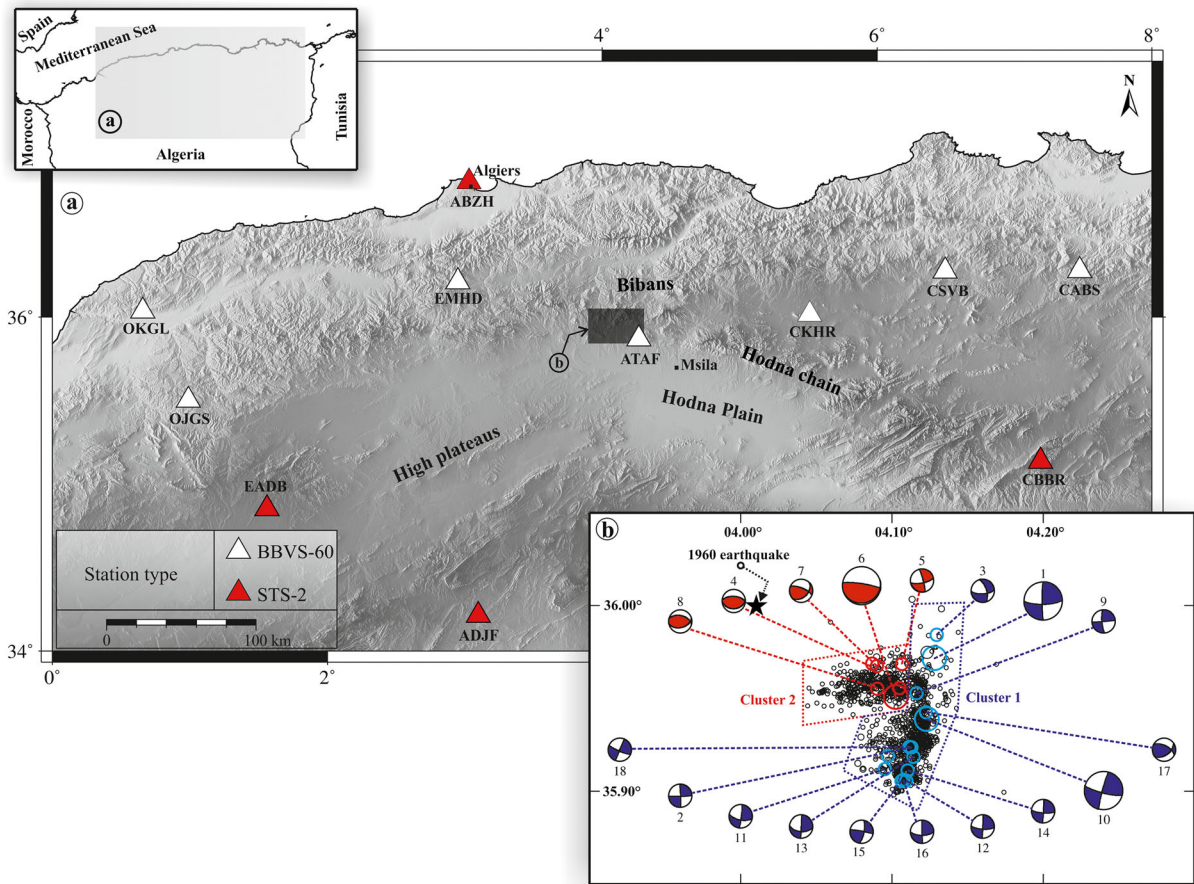 Spain
Mediterranean Sea
Morocco
Tunisia
a
Algeria
4°
6°
8°
N
a
Algiers
ABZH
EMHD
Bibans
CSVB
CABS
36°
OKGL
CKHR
b
ATAF
Msila
Hodna chain
OJGS
Hodna Plain
High plateaus
EADB
CBBR
Station type
BBVS-60
STS-2
0
100 km
ADJF
34°
0°
2°
b
04.00°
04.10°
04.20°
1960 earthquake
4
7
6
5
3
1
9
8
36.00°
Cluster 2
Cluster 1
18
17
35.90°
2
11
13
15
16
12
14
10